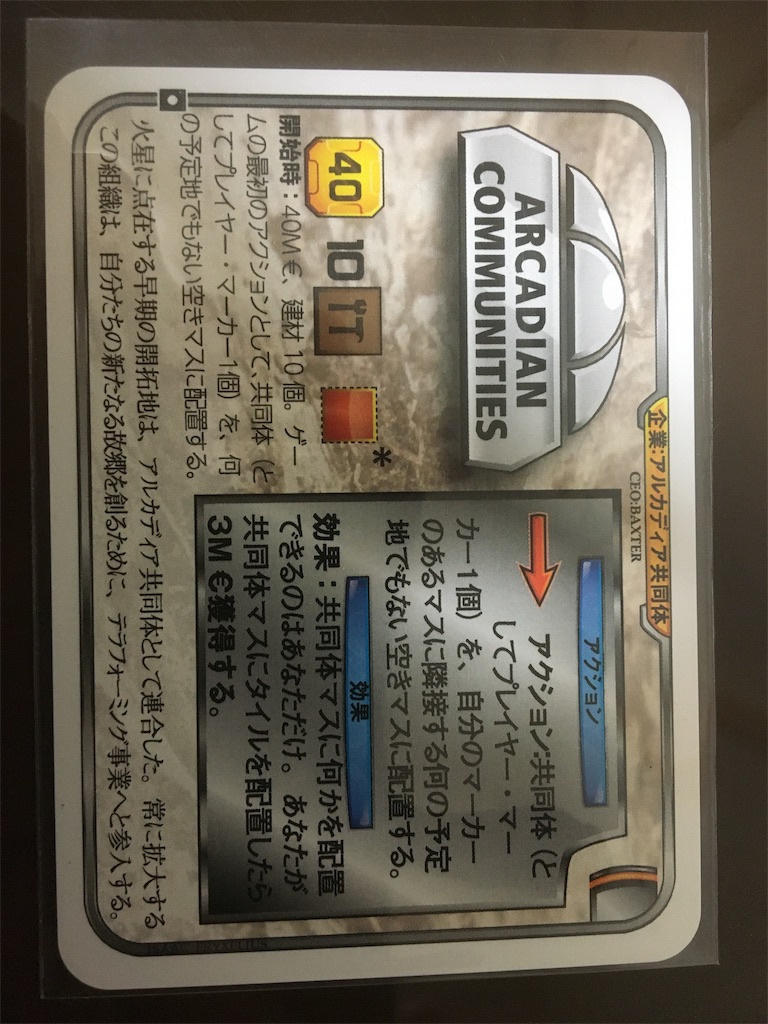 企業:アルカディア共同体
CEO:BAXTER
ARCADIAN
COMMUNITIES
40 10 *
開始時：40M€、建材10個。ゲー
ムの最初のアクションとして、共同体（と
してプレイヤー・マーカー1個）を、何
の予定地でもない空きマスに配置する。
アクション
アクション:共同体（と
してプレイヤー・マー
カー1個）を、自分のマーカー
のあるマスに隣接する何の予定
地でもない空きマスに配置する。
効果
効果：共同体マスに何かを配置
できるのはあなただけ。あなたが
共同体マスにタイルを配置したら
3M€獲得する。
火星に点在する早期の開拓地は、アルカディア共同体として連合した。常に拡大する
この組織は、自分たちの新たなる故郷を創るために、テラフォーミング事業へと参入する。